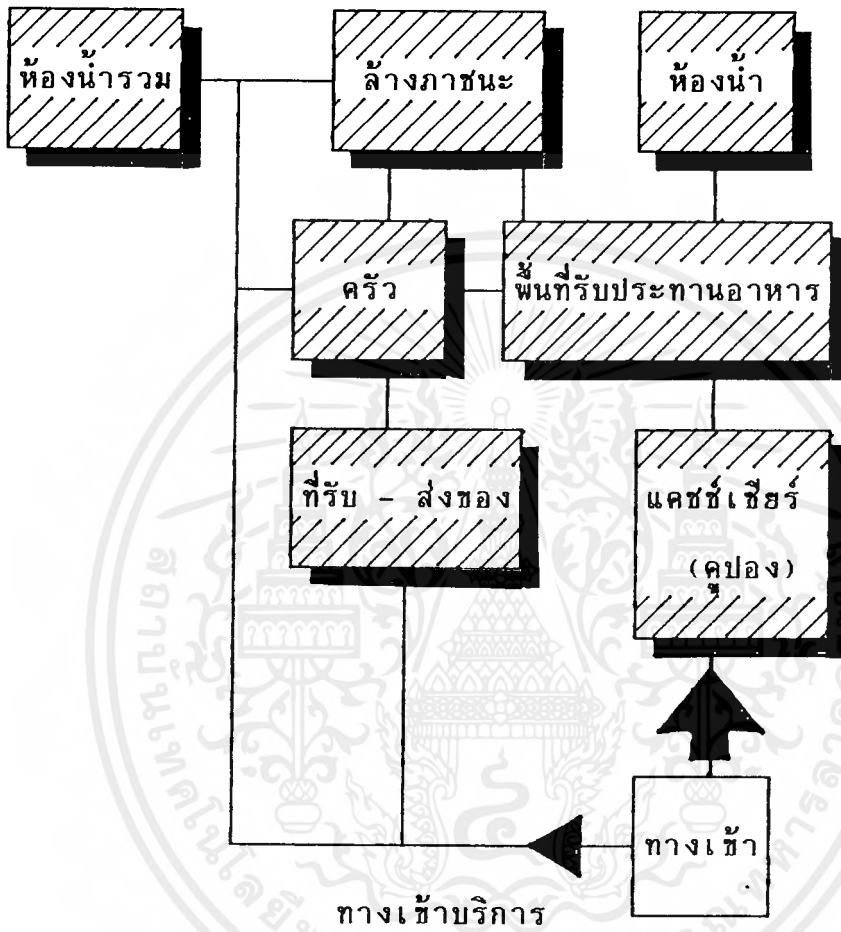 ห้องน้ำรวม
ล้างภาชนะ
ห้องน้ำ
ครัว
พื้นที่รับประทานอาหาร
ที่รับ - ส่งของ
แคชช์เชียร์
(คูปอง)
ทางเข้า
ทางเข้าบริการ